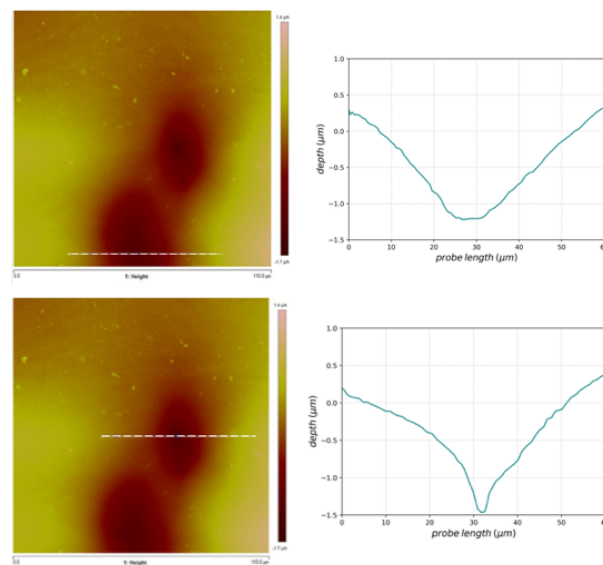 1.4 µm
-1.7 µm
0.0
1: Height
110.0 µm
1.0
0.5
0.0
-0.5
-1.0
-1.5
depth (µm)
0 10 20 30 40 50 6
probe length (µm)
1.4 µm
-1.7 µm
0.0
1: Height
110.0 µm
1.0
0.5
0.0
-0.5
-1.0
-1.5
depth (µm)
0 10 20 30 40 50 60
probe length (µm)